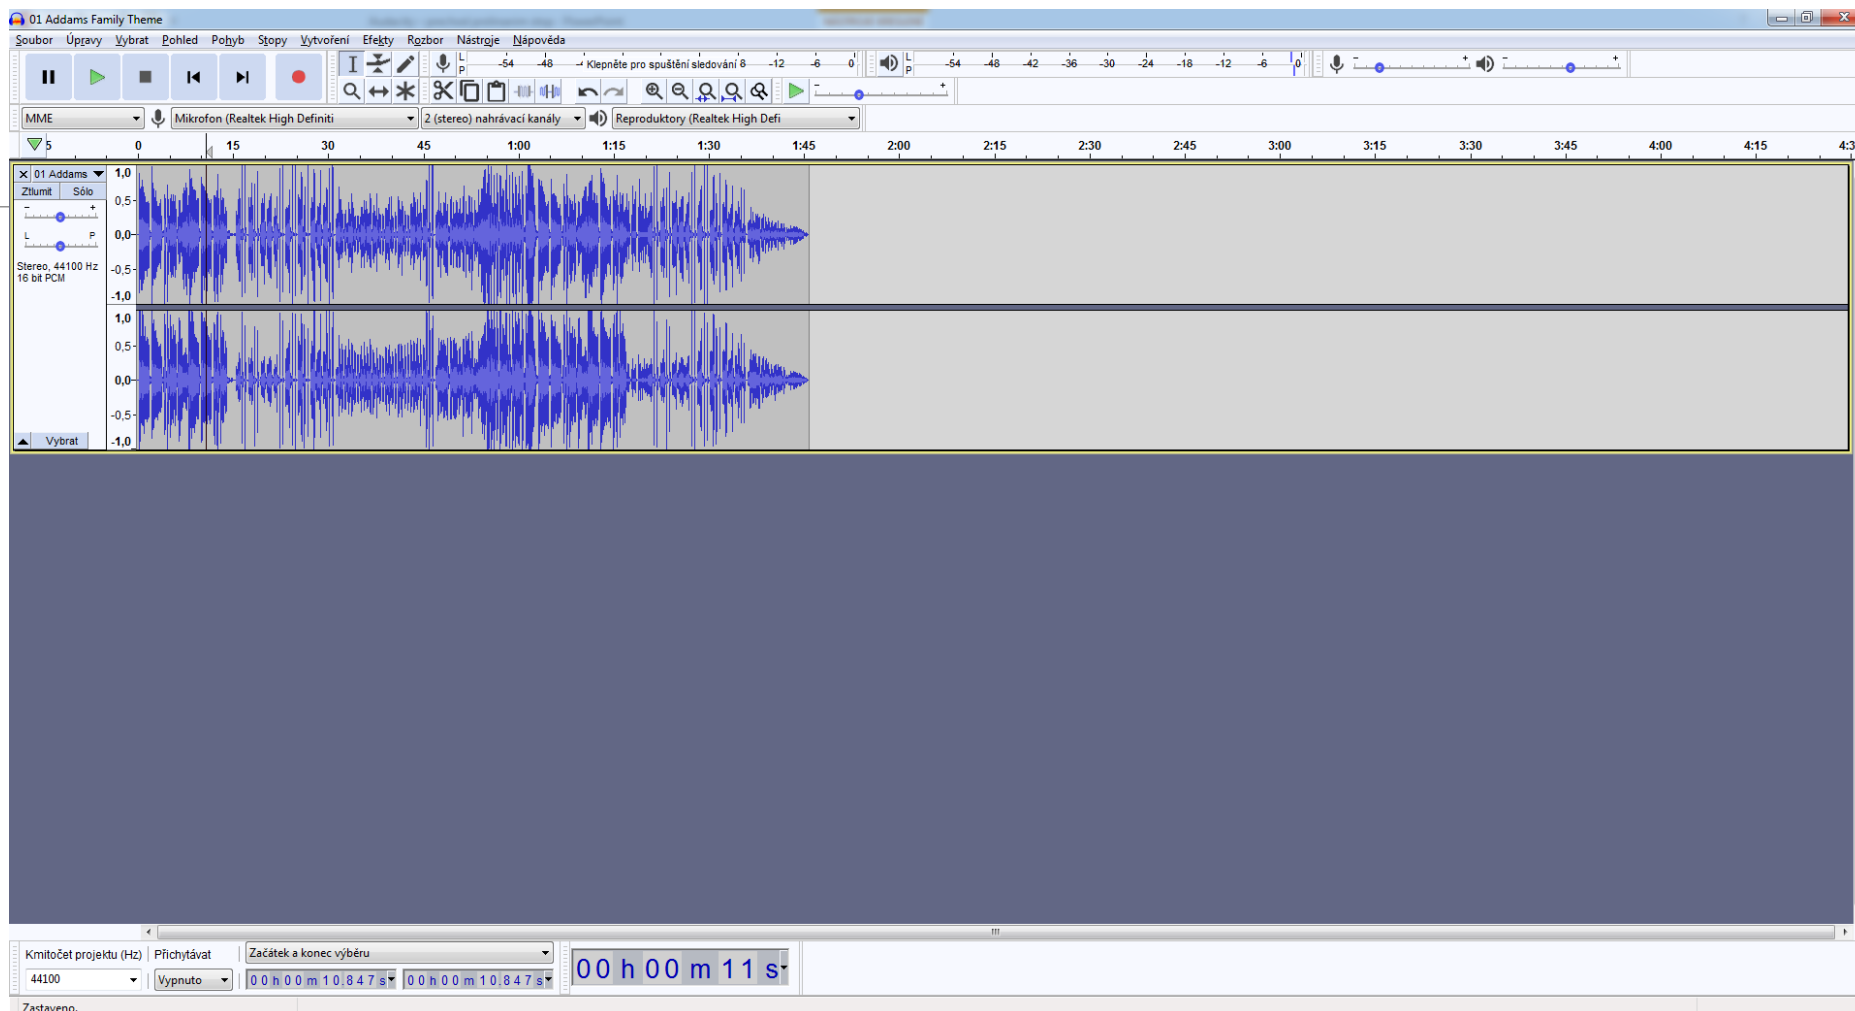 01 Addams Family Theme
Soubor Úpravy Vybrat Pohled Pohyb Stopy Vytvoření Efekty Rozbor Nástroje Nápověda
L
P
-54 -48 -4 Klepněte pro spuštění sledování 8 -12 -6 0
L
P
-54 -48 -42 -36 -30 -24 -18 -12 -6 0
MME Mikrofon (Realtek High Definiti 2 (stereo) nahrávací kanály Reproduktory (Realtek High Defi
5 0 15 30 45 1:00 1:15 1:30 1:45 2:00 2:15 2:30 2:45 3:00 3:15 3:30 3:45 4:00 4:15 4:3
01 Addams
Ztlumit Sólo
- +
L P
Stereo, 44100 Hz
16 bit PCM
Vybrat
1,0
0,5
0,0
-0,5
-1,0
1,0
0,5
0,0
-0,5
-1,0
Kmitočet projektu (Hz) Přichytávat Začátek a konec výběru
44100 Vypnuto 00 h 00 m 10.847 s 00 h 00 m 10.847 s
00 h 00 m 11 s
Zastaveno.